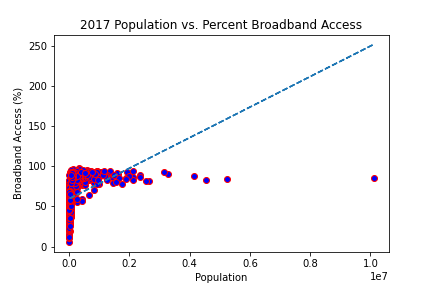 2017 Population vs. Percent Broadband Access
250
200
150
100
50
0
Broadband Access (%)
0.0 0.2 0.4 0.6 0.8 1.0
1e7
Population